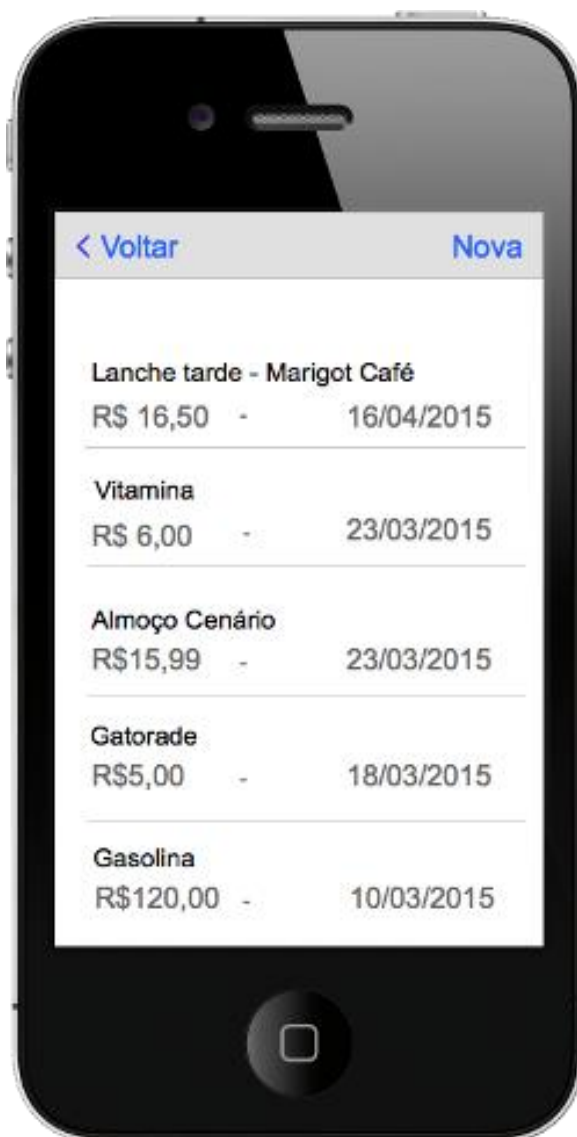 < Voltar Nova
Lanche tarde - Marigot Café
R$ 16,50 - 16/04/2015
Vitamina
R$ 6,00 - 23/03/2015
Almoço Cenário
R$15,99 - 23/03/2015
Gatorade
R$5,00 - 18/03/2015
Gasolina
R$120,00 - 10/03/2015